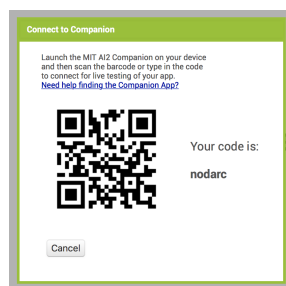 Connect to Companion
Launch the MIT AI2 Companion on your device
and then scan the barcode or type in the code
to connect for live testing of your app.
Need help finding the Companion App?
Your code is:
nodarc
Cancel